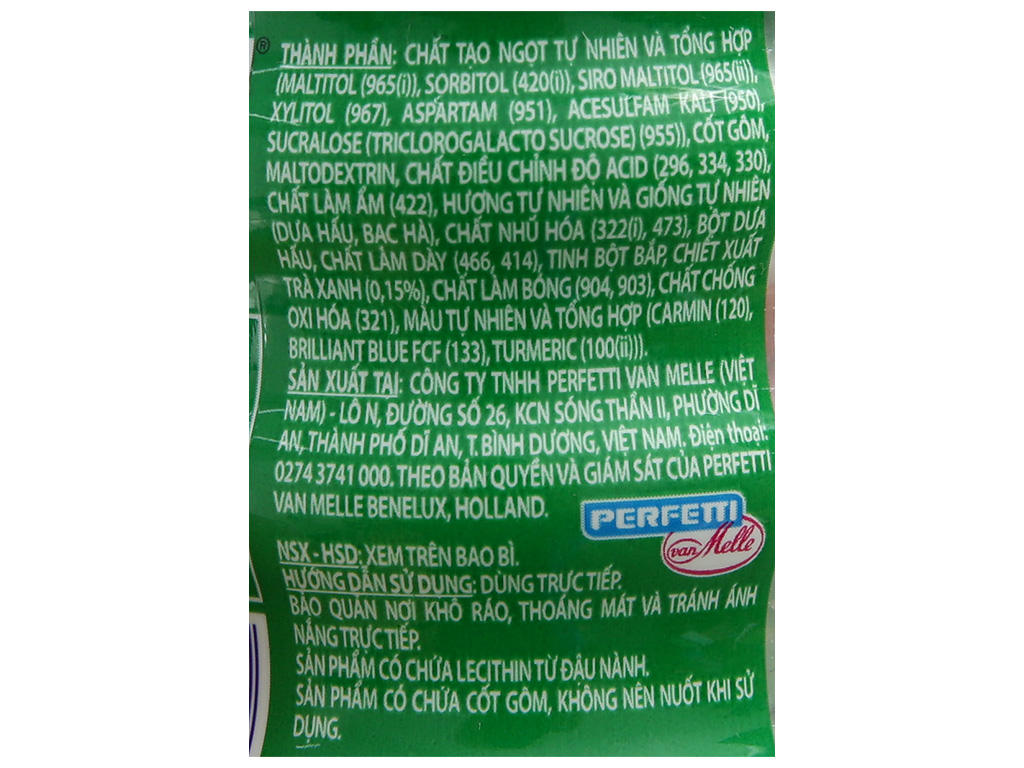 ® THÀNH PHẦN: CHẤT TẠO NGỌT TỰ NHIÊN VÀ TỔNG HỢP
(MALTITOL (965(i)), SORBITOL (420(i)), SIRO MALTITOL (965(ii)),
XYLITOL (967), ASPARTAM (951), ACESULFAM KALI (950),
SUCRALOSE (TRICLOROGALACTO SUCROSE) (955)), CỐT GÔM,
MALTODEXTRIN, CHẤT ĐIỀU CHỈNH ĐỘ ACID (296, 334, 330),
CHẤT LÀM ẨM (422), HƯƠNG TỰ NHIÊN VÀ GIỐNG TỰ NHIÊN
(DƯA HẤU, BẠC HÀ), CHẤT NHŨ HÓA (322(i), 473), BỘT DƯA
HẤU, CHẤT LÀM DÀY (466, 414), TINH BỘT BẮP, CHIẾT XUẤT
TRÀ XANH (0,15%), CHẤT LÀM BÓNG (904, 903), CHẤT CHỐNG
OXI HÓA (321), MÀU TỰ NHIÊN VÀ TỔNG HỢP (CARMIN (120),
BRILLIANT BLUE FCF (133), TURMERIC (100(ii))).
SẢN XUẤT TẠI: CÔNG TY TNHH PERFETTI VAN MELLE (VIỆT
NAM) - LÔ N, ĐƯỜNG SỐ 26, KCN SÓNG THẦN II, PHƯỜNG DĨ
AN, THÀNH PHỐ DĨ AN, T. BÌNH DƯƠNG, VIỆT NAM. Điện thoại:
0274 3741 000. THEO BẢN QUYỀN VÀ GIÁM SÁT CỦA PERFETTI
VAN MELLE BENELUX, HOLLAND.
PERFETTI
van Melle
NSX - HSD: XEM TRÊN BAO BÌ.
HƯỚNG DẪN SỬ DỤNG: DÙNG TRỰC TIẾP.
BẢO QUẢN NƠI KHÔ RÁO, THOÁNG MÁT VÀ TRÁNH ÁNH
NẮNG TRỰC TIẾP.
SẢN PHẨM CÓ CHỨA LECITHIN TỪ ĐẬU NÀNH.
SẢN PHẨM CÓ CHỨA CỐT GÔM, KHÔNG NÊN NUỐT KHI SỬ
DỤNG.